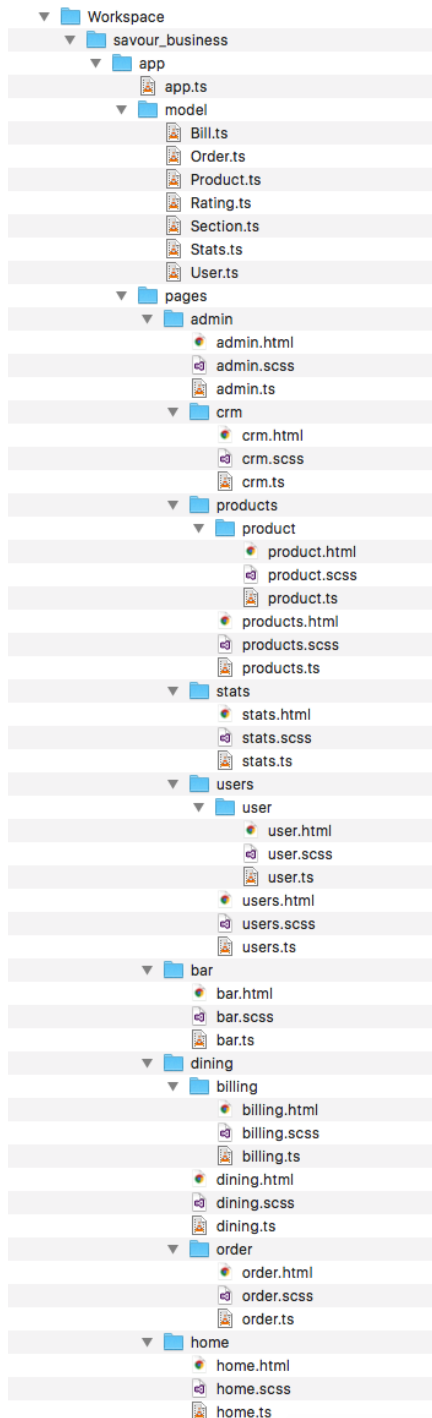 Workspace
savour_business
app
app.ts
model
Bill.ts
Order.ts
Product.ts
Rating.ts
Section.ts
Stats.ts
User.ts
pages
admin
admin.html
admin.scss
admin.ts
crm
crm.html
crm.scss
crm.ts
products
product
product.html
product.scss
product.ts
products.html
products.scss
products.ts
stats
stats.html
stats.scss
stats.ts
users
user
user.html
user.scss
user.ts
users.html
users.scss
users.ts
bar
bar.html
bar.scss
bar.ts
dining
billing
billing.html
billing.scss
billing.ts
dining.html
dining.scss
dining.ts
order
order.html
order.scss
order.ts
home
home.html
home.scss
home.ts